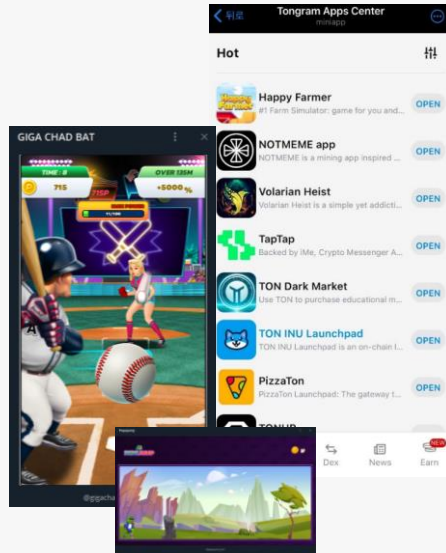 뒤로
Tongram Apps Center
miniapp
Hot
Happy Farmer
#1 Farm Simulator: game for you and...
OPEN
NOTMEME app
NOTMEME is a mining app inspired ...
OPEN
Volarian Heist
Volarian Heist is a simple yet addicti...
OPEN
TapTap
Backed by iMe, Crypto Messenger A...
OPEN
TON Dark Market
Use TON to purchase educational m...
OPEN
TON INU Launchpad
TON INU Launchpad is an on-chain l...
OPEN
PizzaTon
PizzaTon Launchpad: The gateway t...
OPEN
Dex
News
NEW
Earn
GIGA CHAD BAT
TIME : 8
OVER 135M
715
+5000 %
@gigacha